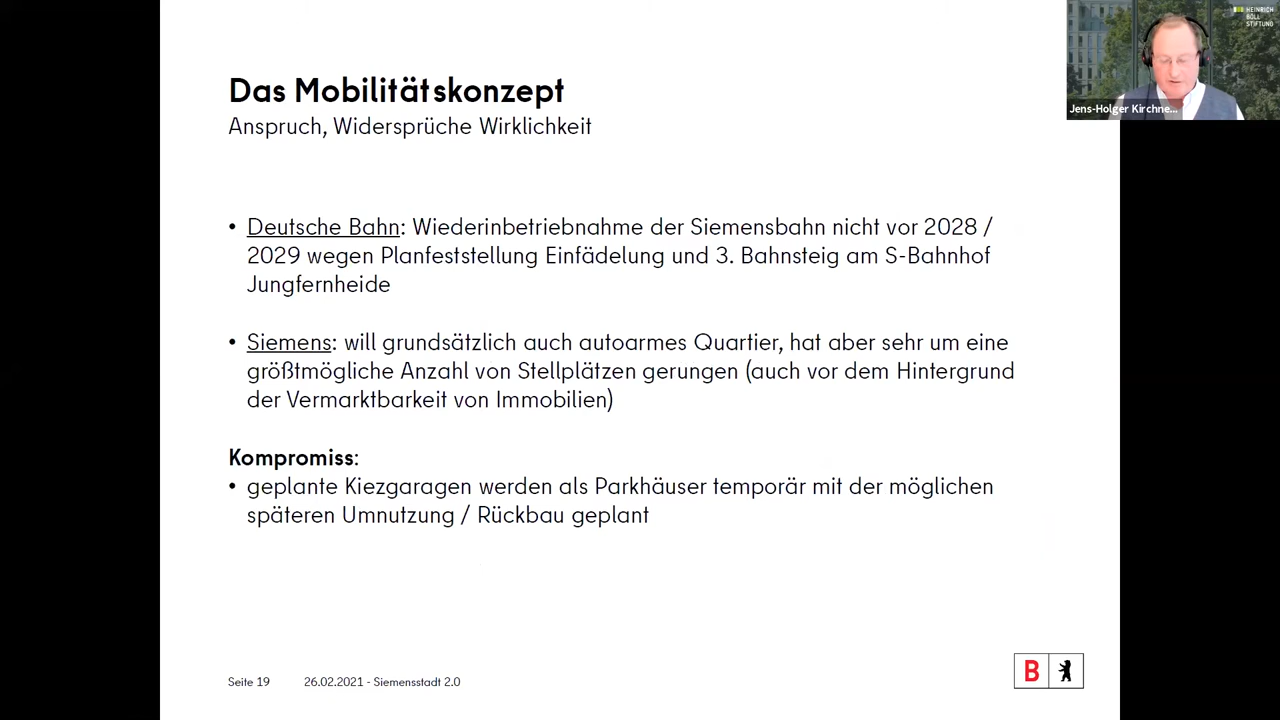 HEINRICH
BÖLL
STIFTUNG
Jens-Holger Kirchne...
Das Mobilitätskonzept
Anspruch, Widersprüche Wirklichkeit
• Deutsche Bahn: Wiederinbetriebnahme der Siemensbahn nicht vor 2028 /
2029 wegen Planfeststellung Einfädelung und 3. Bahnsteig am S-Bahnhof
Jungfernheide
• Siemens: will grundsätzlich auch autoarmes Quartier, hat aber sehr um eine
größtmögliche Anzahl von Stellplätzen gerungen (auch vor dem Hintergrund
der Vermarktbarkeit von Immobilien)
Kompromiss:
• geplante Kiezgaragen werden als Parkhäuser temporär mit der möglichen
späteren Umnutzung / Rückbau geplant
Seite 19 26.02.2021 - Siemensstadt 2.0
B